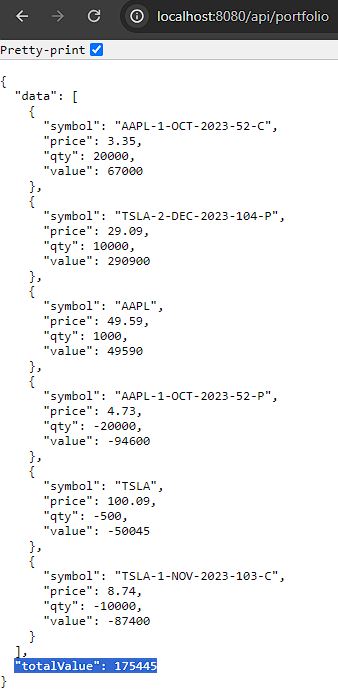 localhost:8080/api/portfolio
Pretty-print
{
  "data": [
    {
      "symbol": "AAPL-1-OCT-2023-52-C",
      "price": 3.35,
      "qty": 20000,
      "value": 67000
    },
    {
      "symbol": "TSLA-2-DEC-2023-104-P",
      "price": 29.09,
      "qty": 10000,
      "value": 290900
    },
    {
      "symbol": "AAPL",
      "price": 49.59,
      "qty": 1000,
      "value": 49590
    },
    {
      "symbol": "AAPL-1-OCT-2023-52-P",
      "price": 4.73,
      "qty": -20000,
      "value": -94600
    },
    {
      "symbol": "TSLA",
      "price": 100.09,
      "qty": -500,
      "value": -50045
    },
    {
      "symbol": "TSLA-1-NOV-2023-103-C",
      "price": 8.74,
      "qty": -10000,
      "value": -87400
    }
  ],
  "totalValue": 175445
}